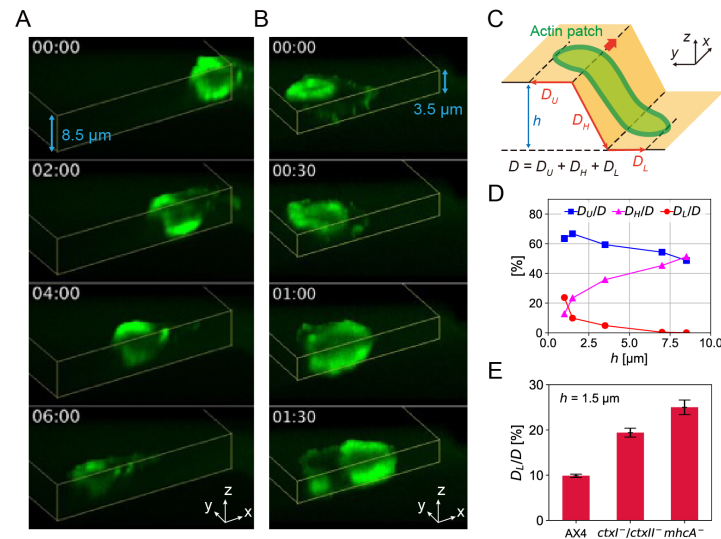 A
00:00
8.5 μm
02:00
04:00
06:00
z
y
x
B
00:00
3.5 μm
00:30
01:00
01:30
z
y
x
C
Actin patch
z
y
x
D_U
h
D_H
D_L
D = D_U + D_H + D_L
D
D_U/D D_H/D D_L/D
[%]
80
60
40
20
0
0 2.5 5.0 7.5 10.0
h [μm]
E
h = 1.5 μm
D_L/D [%]
30
20
10
0
AX4 ctxI⁻/ctxII⁻ mhcA⁻